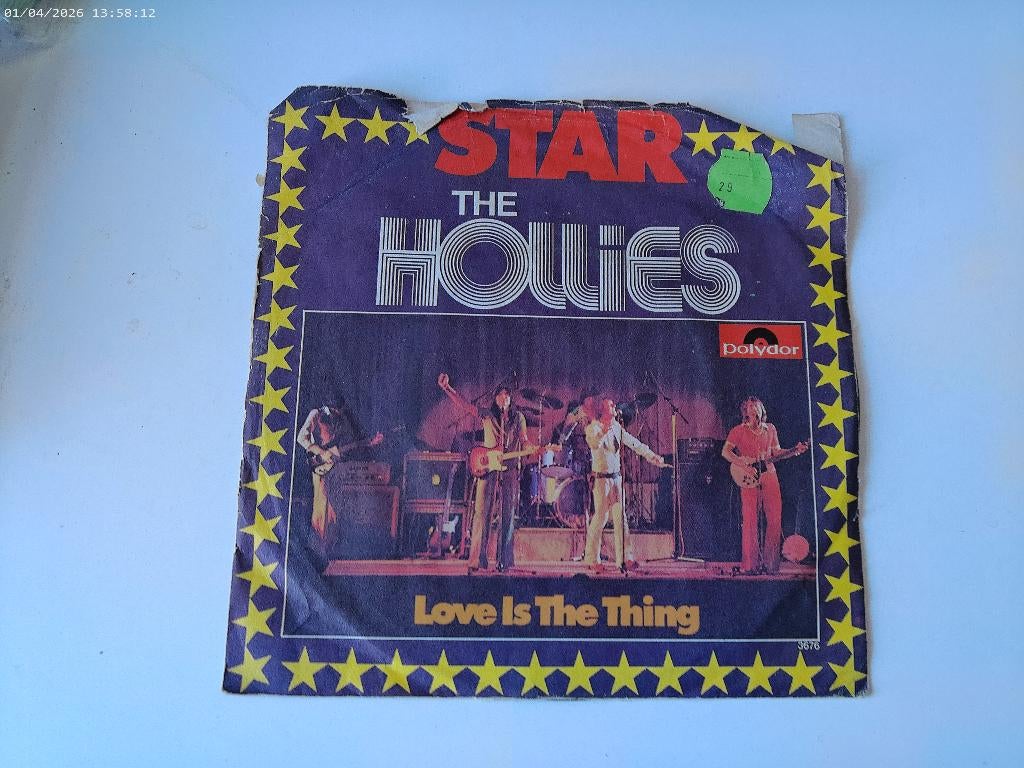 01/04/2026 13:58:12
STAR
29
THE
HOLLIES
polydor
Love Is The Thing
3676